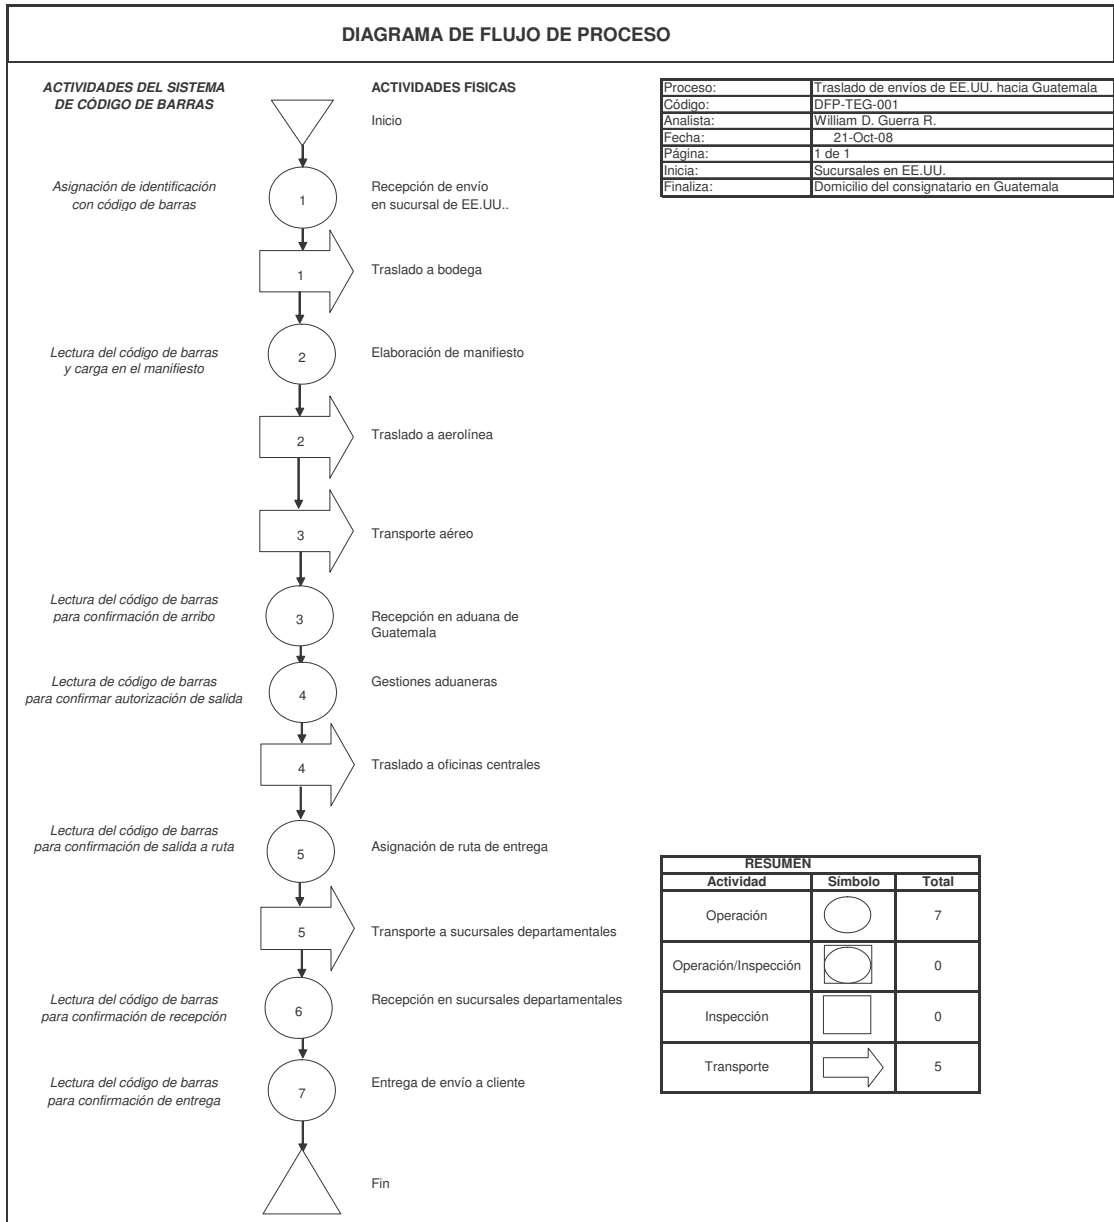 DIAGRAMA DE FLUJO DE PROCESO
ACTIVIDADES DEL SISTEMA
DE CÓDIGO DE BARRAS
ACTIVIDADES FÍSICAS
Inicio
Proceso: Traslado de envíos de EE.UU. hacia Guatemala
Código: DFP-TEG-001
Analista: William D. Guerra R.
Fecha: 21-Oct-08
Página: 1 de 1
Inicia: Sucursales en EE.UU.
Finaliza: Domicilio del consignatario en Guatemala
Asignación de identificación
con código de barras
1
Recepción de envío
en sucursal de EE.UU..
1
Traslado a bodega
Lectura del código de barras
y carga en el manifiesto
2
Elaboración de manifiesto
2
Traslado a aerolínea
3
Transporte aéreo
Lectura del código de barras
para confirmación de arribo
3
Recepción en aduana de
Guatemala
Lectura de código de barras
para confirmar autorización de salida
4
Gestiones aduaneras
4
Traslado a oficinas centrales
Lectura del código de barras
para confirmación de salida a ruta
5
Asignación de ruta de entrega
5
Transporte a sucursales departamentales
Lectura del código de barras
para confirmación de recepción
6
Recepción en sucursales departamentales
Lectura del código de barras
para confirmación de entrega
7
Entrega de envío a cliente
Fin
RESUMEN
Actividad Símbolo Total
Operación 7
Operación/Inspección 0
Inspección 0
Transporte 5